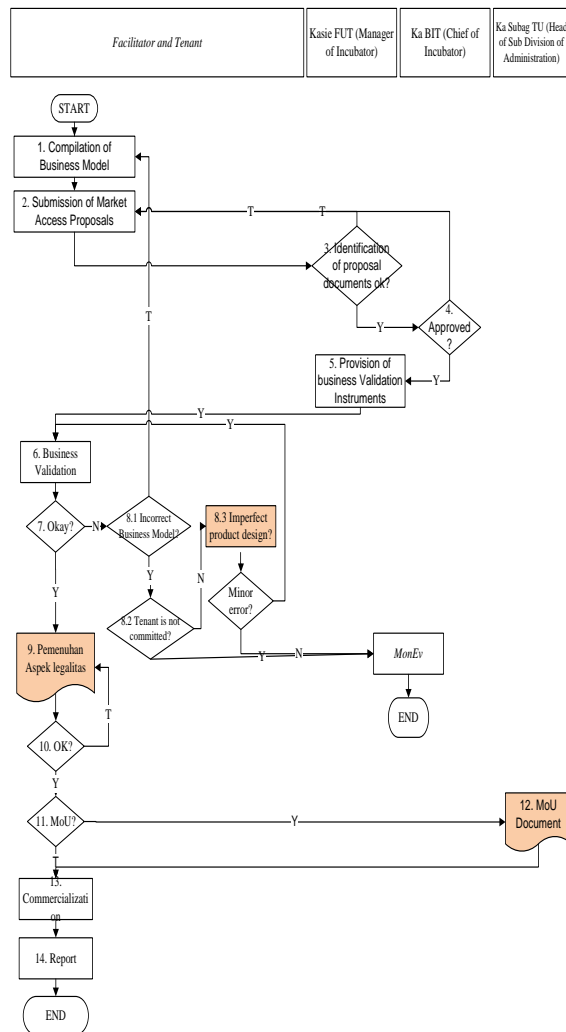 Facilitator and Tenant
Kasie FUT (Manager
of Incubator)
Ka BIT (Chief of
Incubator)
Ka Subag TU (Head
of Sub Division of
Administration)
START
1. Compilation of
Business Model
2. Submission of Market
Access Proposals
T
T
3. Identification
of proposal
documents ok?
Y
4.
Approved
?
T
5. Provision of
business Validation
Instruments
Y
Y
Y
6. Business
Validation
7. Okay?
N
8.1 Incorrect
Business Model?
8.3 Imperfect
product design?
Y
N
Y
8.2 Tenant is not
committed?
Minor
error?
Y
N
MonEv
9. Pemenuhan
Aspek legalitas
T
END
10. OK?
Y
11. MoU?
Y
12. MoU
Document
T
13.
Commercializati
on
14. Report
END